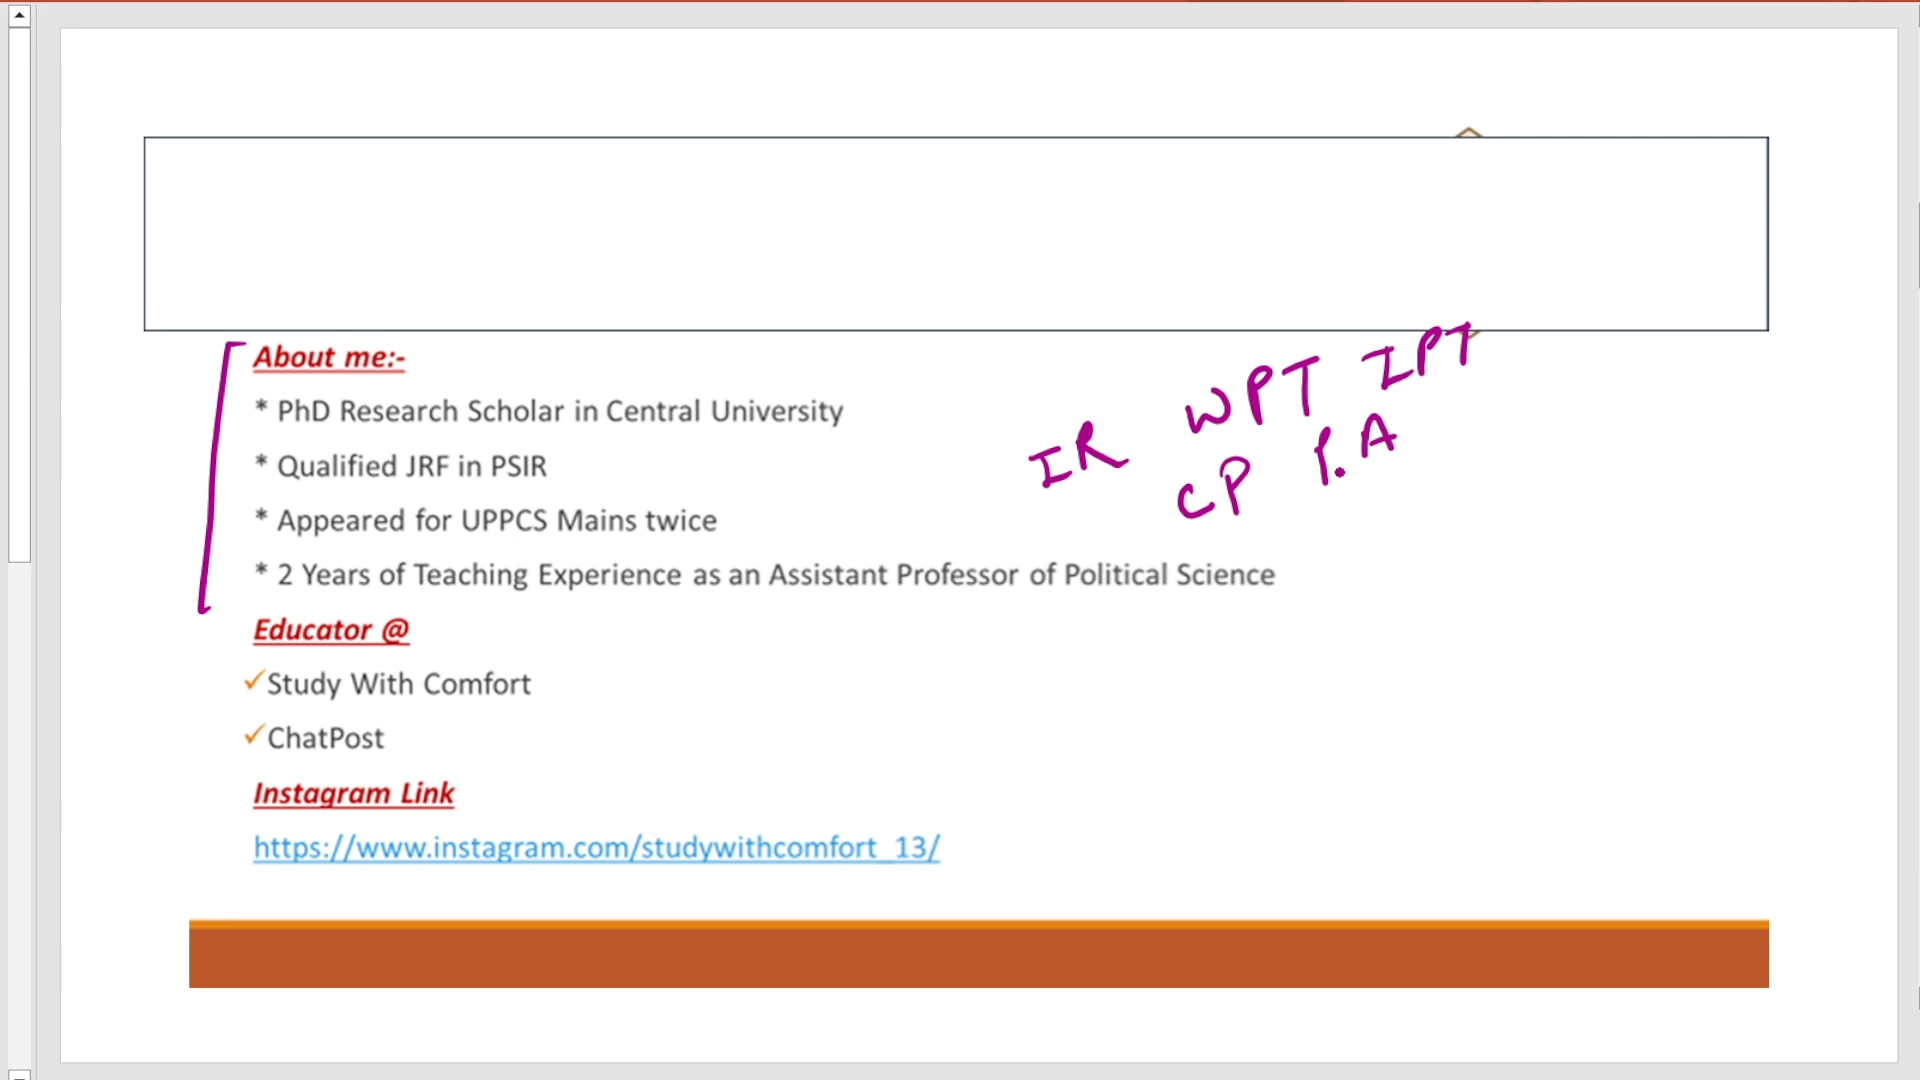 About me:-
* PhD Research Scholar in Central University
* Qualified JRF in PSIR
* Appeared for UPPCS Mains twice
* 2 Years of Teaching Experience as an Assistant Professor of Political Science
Educator @
✓Study With Comfort
✓ChatPost
Instagram Link
https://www.instagram.com/studywithcomfort_13/
IR WPT IPT
CP P.A